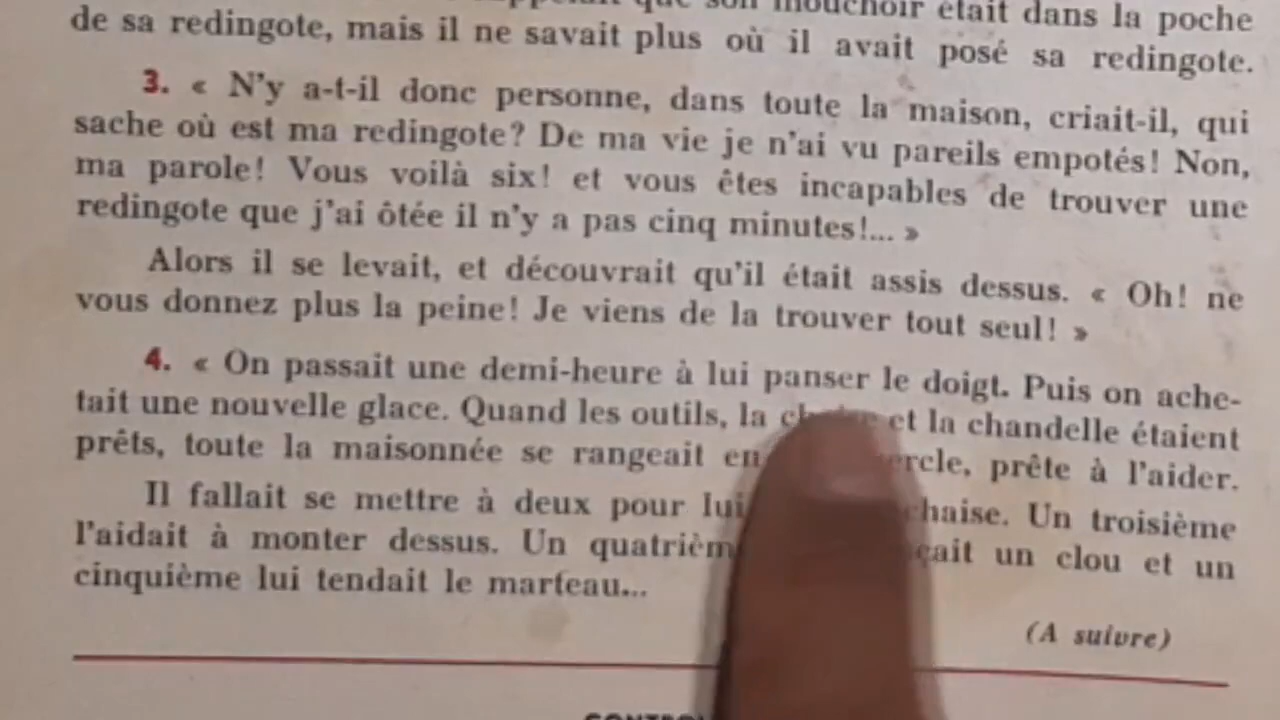 que son mouchoir était dans la poche
de sa redingote, mais il ne savait plus où il avait posé sa redingote.
3. « N'y a-t-il donc personne, dans toute la maison, criait-il, qui
sache où est ma redingote? De ma vie je n'ai vu pareils empotés! Non,
ma parole! Vous voilà six! et vous êtes incapables de trouver une
redingote que j'ai ôtée il n'y a pas cinq minutes!... »
Alors il se levait, et découvrait qu'il était assis dessus. « Oh! ne
vous donnez plus la peine! Je viens de la trouver tout seul! »
4. « On passait une demi-heure à lui panser le doigt. Puis on ache-
tait une nouvelle glace. Quand les outils, la et la chandelle étaient
prêts, toute la maisonnée se rangeait en prête à l'aider.
Il fallait se mettre à deux pour lui chaise. Un troisième
l'aidait à monter dessus. Un un clou et un
cinquième lui tendait le marteau...
(A suivre)